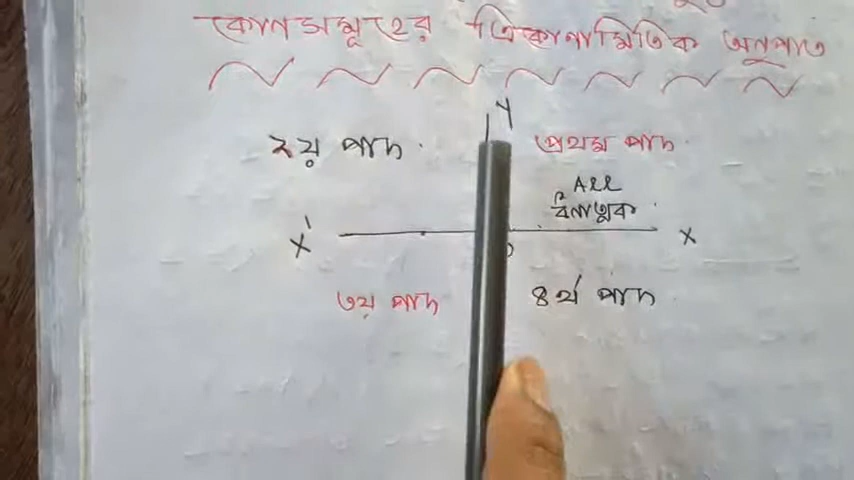 কোণসমূহের ত্রিকোণমিতিক অনুপাত
y
২য় পাদ প্রথম পাদ
All
ধনাত্মক
x' x
৩য় পাদ ৪র্থ পাদ